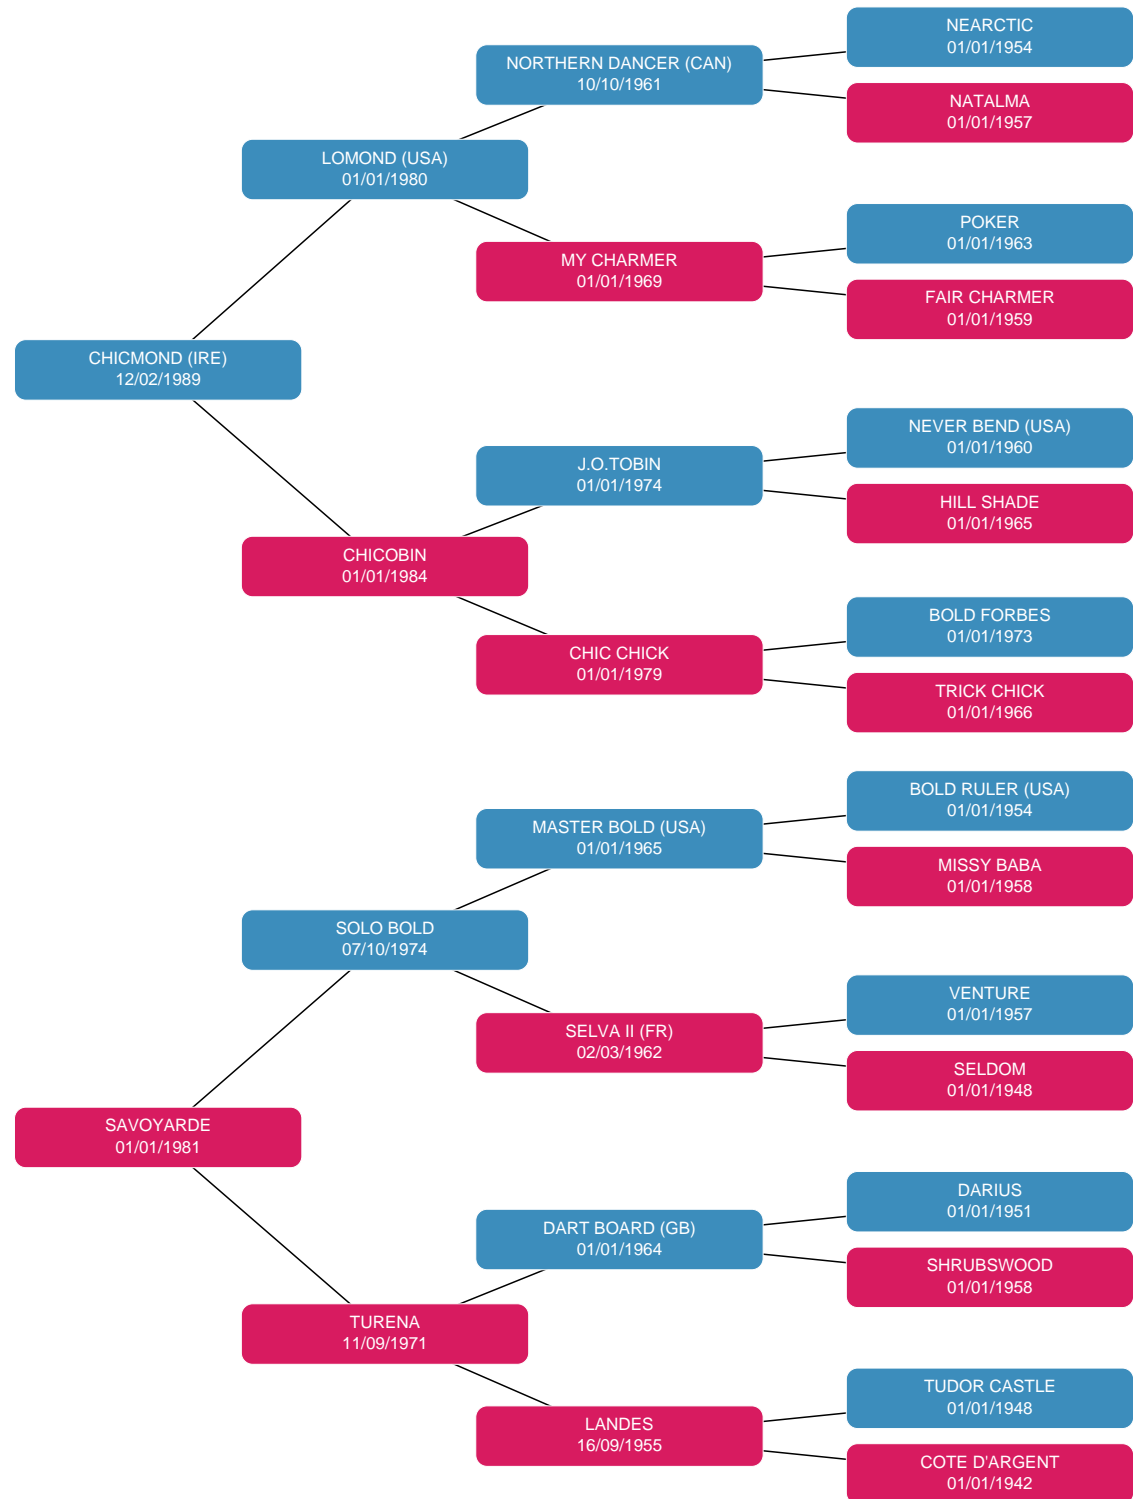 NEARCTIC
01/01/1954
NORTHERN DANCER (CAN)
10/10/1961
NATALMA
01/01/1957
LOMOND (USA)
01/01/1980
POKER
01/01/1963
MY CHARMER
01/01/1969
FAIR CHARMER
01/01/1959
CHICMOND (IRE)
12/02/1989
NEVER BEND (USA)
01/01/1960
J.O.TOBIN
01/01/1974
HILL SHADE
01/01/1965
CHICOBIN
01/01/1984
BOLD FORBES
01/01/1973
CHIC CHICK
01/01/1979
TRICK CHICK
01/01/1966
BOLD RULER (USA)
01/01/1954
MASTER BOLD (USA)
01/01/1965
MISSY BABA
01/01/1958
SOLO BOLD
07/10/1974
VENTURE
01/01/1957
SELVA II (FR)
02/03/1962
SELDOM
01/01/1948
SAVOYARDE
01/01/1981
DARIUS
01/01/1951
DART BOARD (GB)
01/01/1964
SHRUBSWOOD
01/01/1958
TURENA
11/09/1971
TUDOR CASTLE
01/01/1948
LANDES
16/09/1955
COTE D'ARGENT
01/01/1942